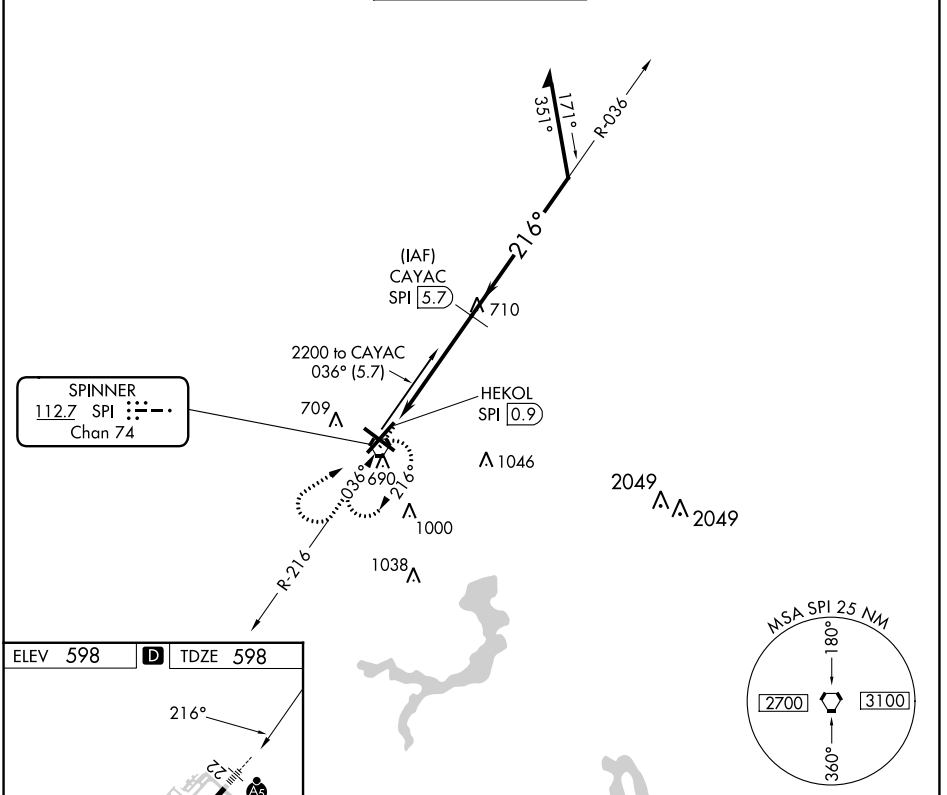 351°
171°
R-036
216°
(IAF)
CAYAC
SPI 5.7
710
2200 to CAYAC
036° (5.7)
HEKOL
SPI 0.9
SPINNER
112.7 SPI
Chan 74
709
1046
690
036°
216°
2049
2049
1000
1038
R-216
MSA SPI 25 NM
180°
2700
3100
360°
ELEV 598 D TDZE 598
216°
22
A5